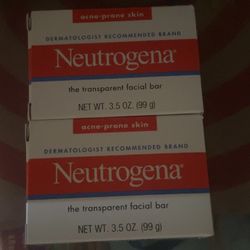 acne-prone skin
DERMATOLOGIST RECOMMENDED BRAND
Neutrogena®
the transparent facial bar
NET WT. 3.5 OZ. (99 g)
acne-prone skin
DERMATOLOGIST RECOMMENDED BRAND
Neutrogena®
the transparent facial bar
NET WT. 3.5 OZ. (99 g)